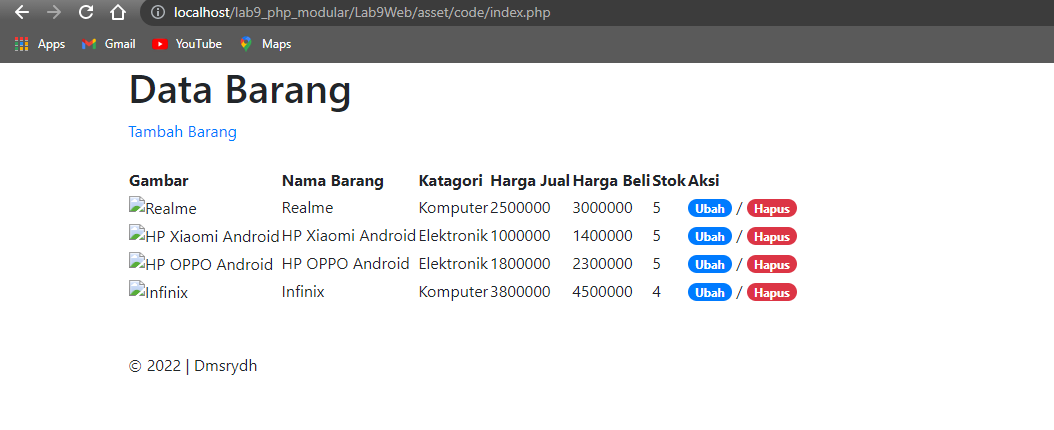 localhost/lab9_php_modular/Lab9Web/asset/code/index.php
Apps Gmail YouTube Maps
Data Barang
Tambah Barang
Gambar Nama Barang Katagori Harga Jual Harga Beli Stok Aksi
Realme Realme Komputer 2500000 3000000 5 Ubah / Hapus
HP Xiaomi Android HP Xiaomi Android Elektronik 1000000 1400000 5 Ubah / Hapus
HP OPPO Android HP OPPO Android Elektronik 1800000 2300000 5 Ubah / Hapus
Infinix Infinix Komputer 3800000 4500000 4 Ubah / Hapus
© 2022 | Dmsrydh